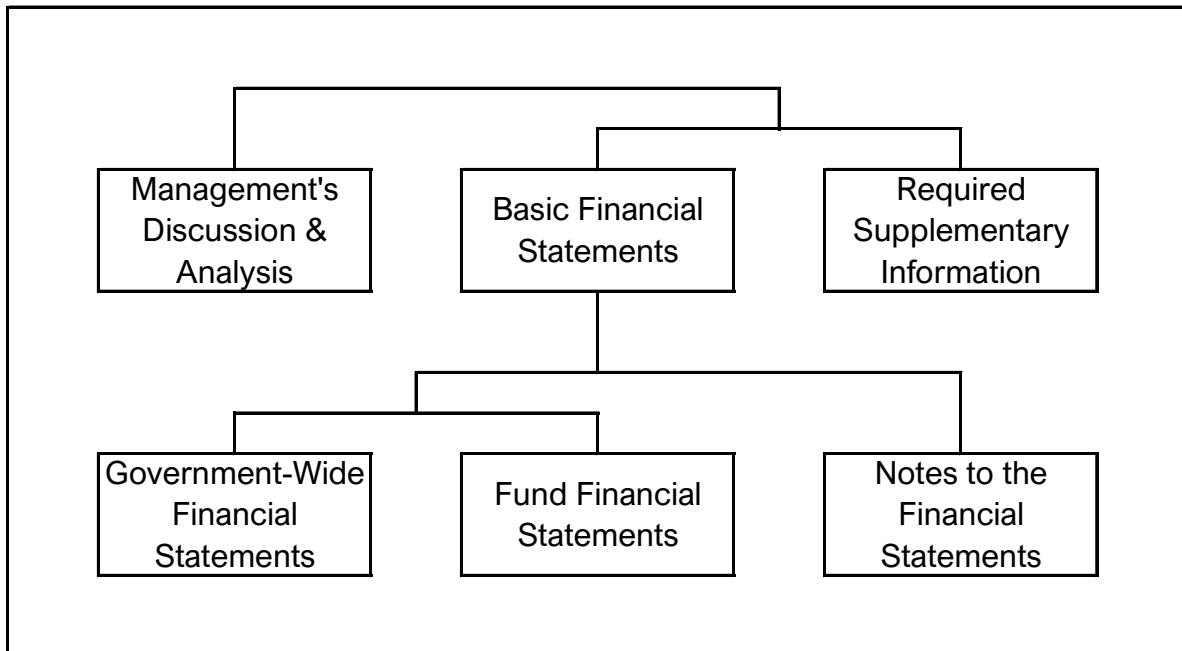 Management's
Discussion &
Analysis
Basic Financial
Statements
Required
Supplementary
Information
Government-Wide
Financial
Statements
Fund Financial
Statements
Notes to the
Financial
Statements